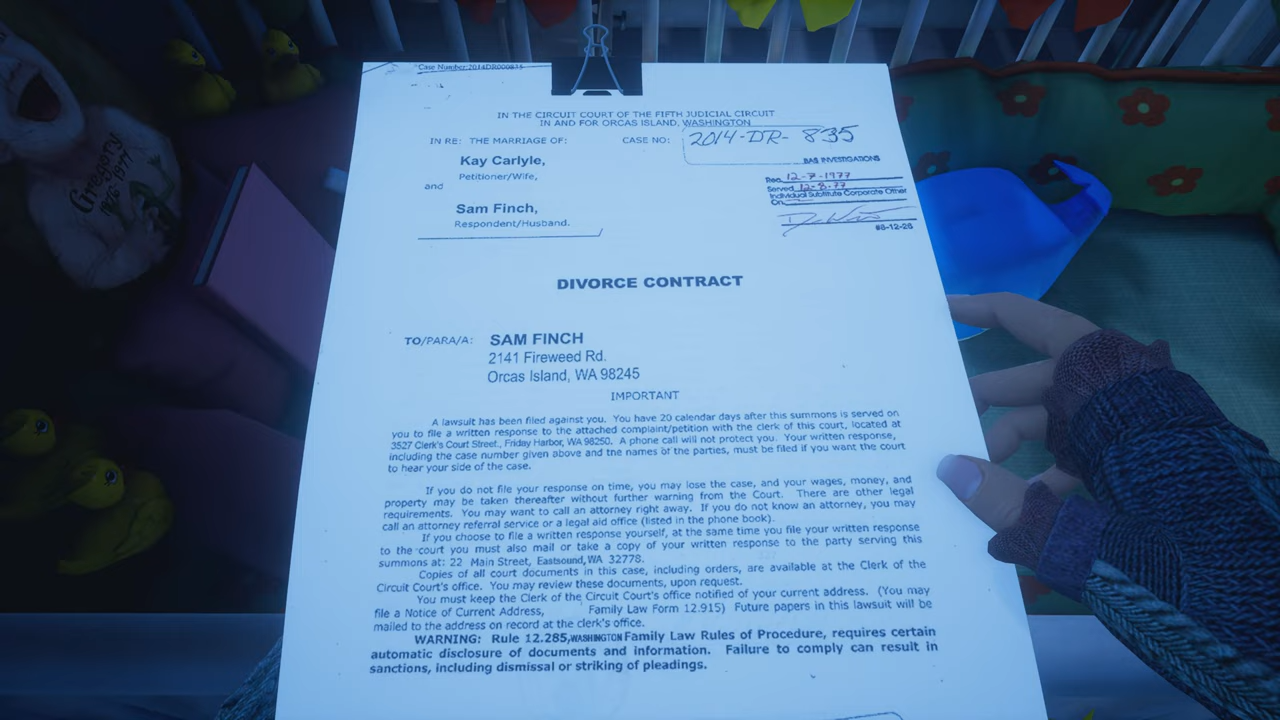 Case Number:2014DR000835
IN THE CIRCUIT COURT OF THE FIFTH JUDICIAL CIRCUIT
IN AND FOR ORCAS ISLAND, WASHINGTON
IN RE: THE MARRIAGE OF:
CASE NO: 2014-DR-835
Kay Carlyle,
Petitioner/Wife,
and
Sam Finch,
Respondent/Husband.
BAS INVESTIGATIONS
Rec. 12-7-1977
Served 12-8-77
Individual Substitute Corporate Other
On
#8-12-26
DIVORCE CONTRACT
TO/PARA/A: SAM FINCH
2141 Fireweed Rd.
Orcas Island, WA 98245
IMPORTANT
A lawsuit has been filed against you. You have 20 calendar days after this summons is served on
you to file a written response to the attached complaint/petition with the clerk of this court, located at
3527 Clerk's Court Street., Friday Harbor, WA 98250. A phone call will not protect you. Your written response,
including the case number given above and the names of the parties, must be filed if you want the court
to hear your side of the case.
If you do not file your response on time, you may lose the case, and your wages, money, and
property may be taken thereafter without further warning from the Court. There are other legal
requirements. You may want to call an attorney right away. If you do not know an attorney, you may
call an attorney referral service or a legal aid office (listed in the phone book).
If you choose to file a written response yourself, at the same time you file your written response
to the court you must also mail or take a copy of your written response to the party serving this
summons at: 22 Main Street, Eastsound, WA 32778.
Copies of all court documents in this case, including orders, are available at the Clerk of the
Circuit Court's office. You may review these documents, upon request.
You must keep the Clerk of the Circuit Court's office notified of your current address. (You may
file a Notice of Current Address, Family Law Form 12.915) Future papers in this lawsuit will be
mailed to the address on record at the clerk's office.
WARNING: Rule 12.285, WASHINGTON Family Law Rules of Procedure, requires certain
automatic disclosure of documents and information. Failure to comply can result in
sanctions, including dismissal or striking of pleadings.
Gregory
1976-1977